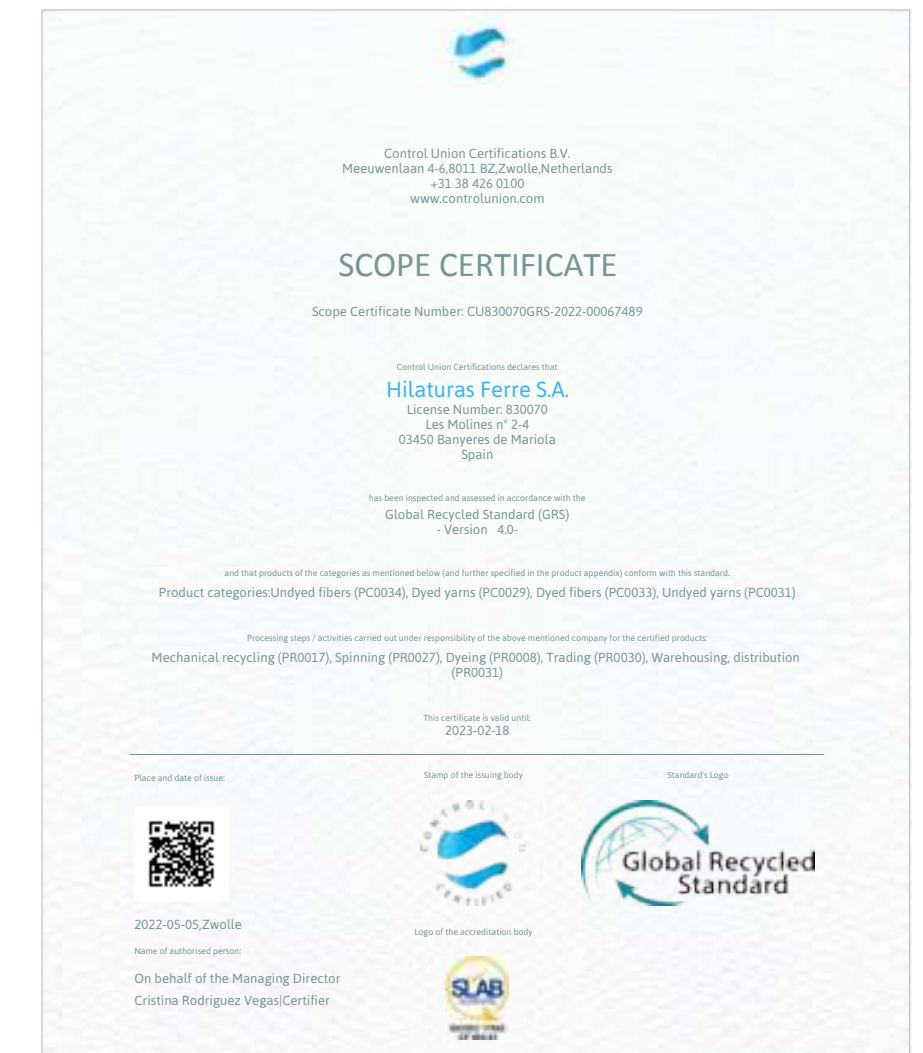 Control Union Certifications B.V.
Meeuwenlaan 4-6,8011 BZ,Zwolle,Netherlands
+31 38 426 0100
www.controlunion.com
SCOPE CERTIFICATE
Scope Certificate Number: CU830070GRS-2022-00067489
Control Union Certifications declares that
Hilaturas Ferre S.A.
License Number: 830070
Les Molines n° 2-4
03450 Banyeres de Mariola
Spain
has been inspected and assessed in accordance with the
Global Recycled Standard (GRS)
- Version 4.0-
and that products of the categories as mentioned below (and further specified in the product appendix) conform with this standard.
Product categories:Undyed fibers (PC0034), Dyed yarns (PC0029), Dyed fibers (PC0033), Undyed yarns (PC0031)
Processing steps / activities carried out under responsibility of the above mentioned company for the certified products:
Mechanical recycling (PR0017), Spinning (PR0027), Dyeing (PR0008), Trading (PR0030), Warehousing, distribution
(PR0031)
This certificate is valid until:
2023-02-18
Place and date of issue:
Stamp of the issuing body
Standard's Logo
CONTROL UNION
CERTIFIED
Global Recycled
Standard
2022-05-05,Zwolle
Logo of the accreditation body
Name of authorised person:
On behalf of the Managing Director
Cristina Rodriguez Vegas|Certifier
SLAB